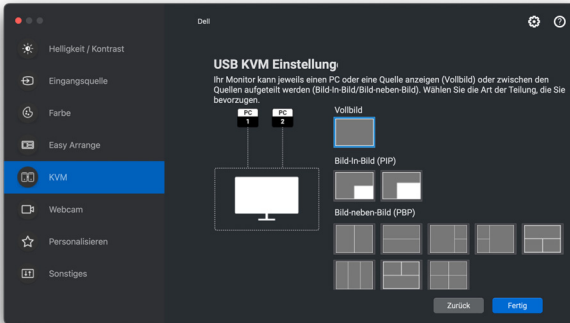 Dell
Helligkeit / Kontrast
Eingangsquelle
Farbe
Easy Arrange
KVM
Webcam
Personalisieren
Sonstiges
USB KVM Einstellung
Ihr Monitor kann jeweils einen PC oder eine Quelle anzeigen (Vollbild) oder zwischen den
Quellen aufgeteilt werden (Bild-In-Bild/Bild-neben-Bild). Wählen Sie die Art der Teilung, die Sie
bevorzugen.
PC
1
PC
2
Vollbild
Bild-In-Bild (PIP)
Bild-neben-Bild (PBP)
Zurück
Fertig